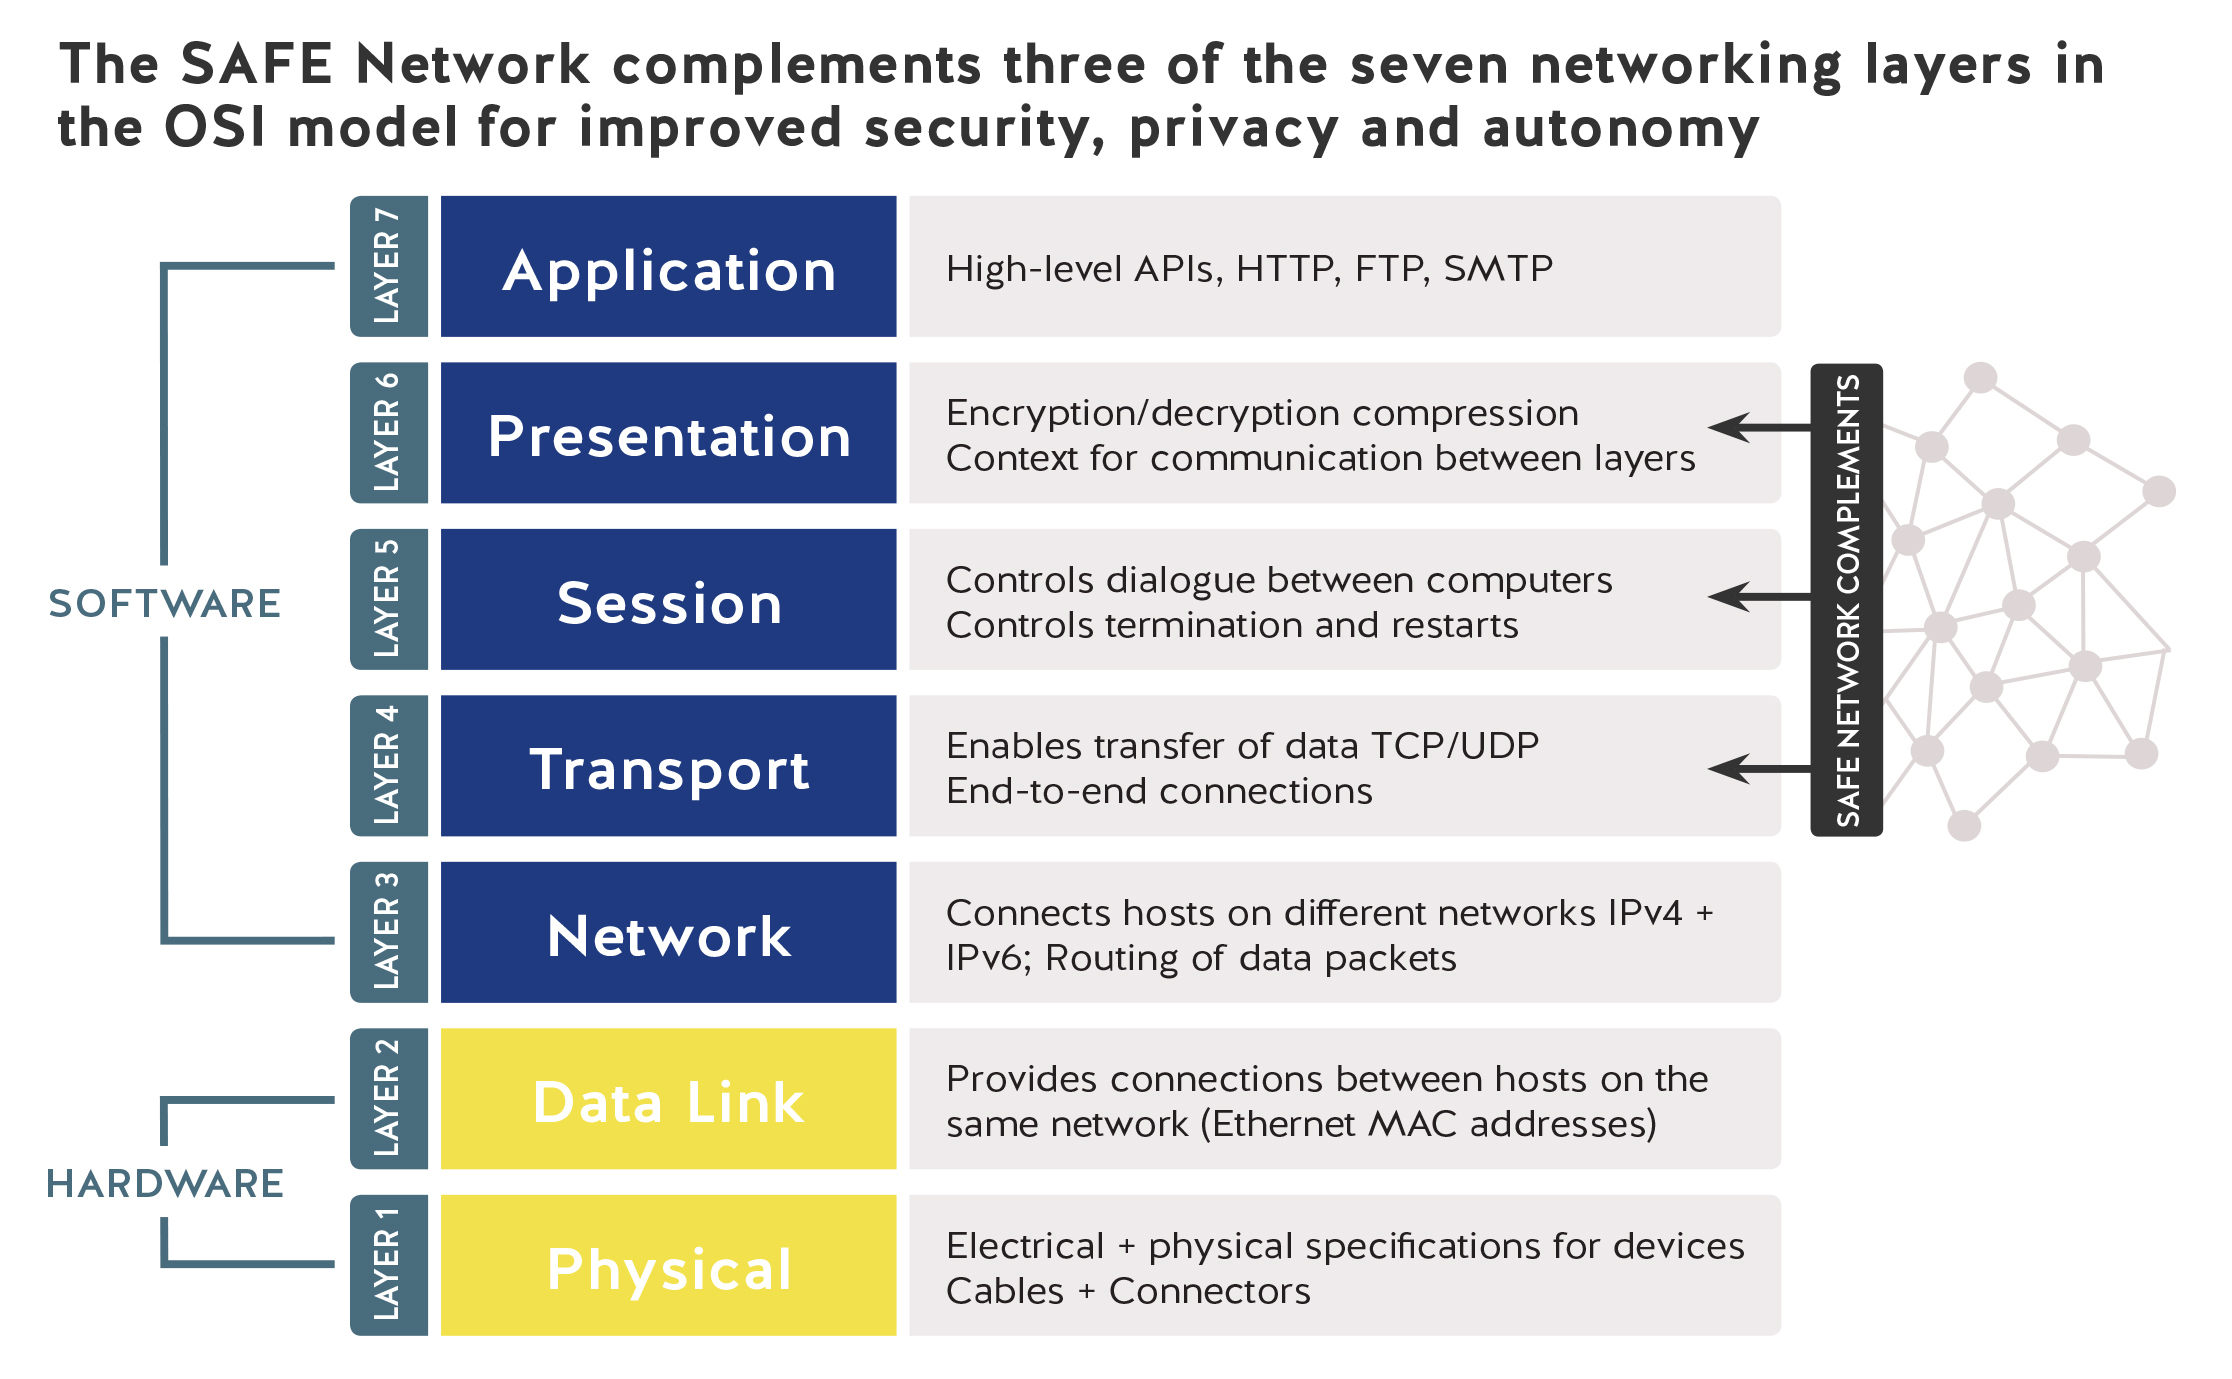 The SAFE Network complements three of the seven networking layers in
the OSI model for improved security, privacy and autonomy
LAYER 7
Application
High-level APIs, HTTP, FTP, SMTP
LAYER 6
Presentation
Encryption/decryption compression
Context for communication between layers
LAYER 5
Session
Controls dialogue between computers
Controls termination and restarts
LAYER 4
Transport
Enables transfer of data TCP/UDP
End-to-end connections
LAYER 3
Network
Connects hosts on different networks IPv4 +
IPv6; Routing of data packets
LAYER 2
Data Link
Provides connections between hosts on the
same network (Ethernet MAC addresses)
LAYER 1
Physical
Electrical + physical specifications for devices
Cables + Connectors
SOFTWARE
HARDWARE
SAFE NETWORK COMPLEMENTS